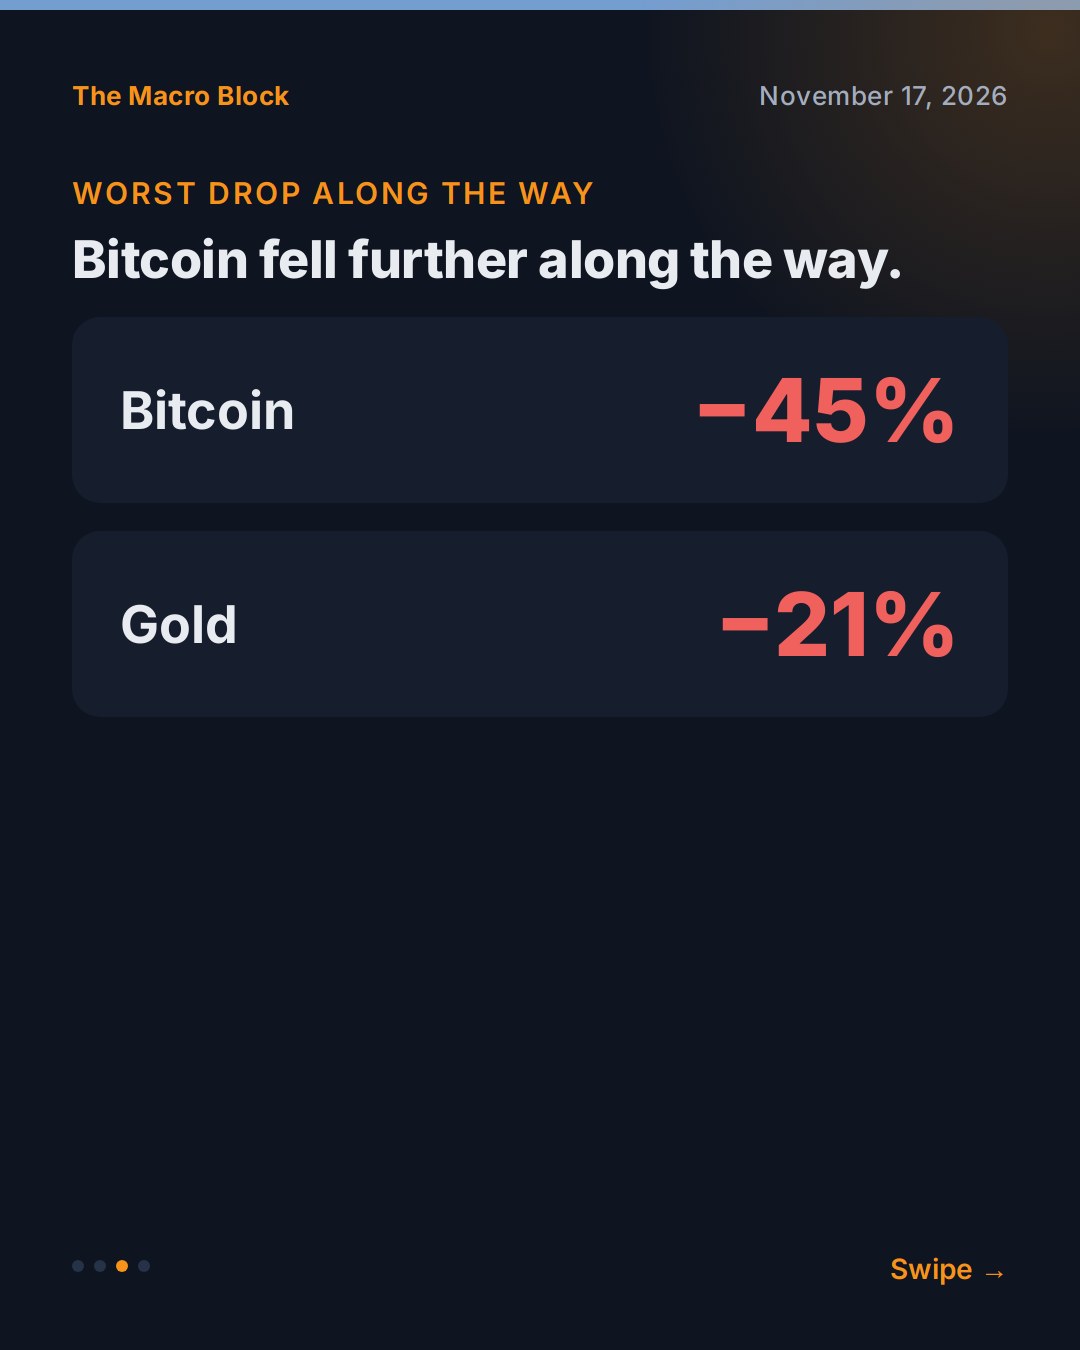 The Macro Block
November 17, 2026
WORST DROP ALONG THE WAY
Bitcoin fell further along the way.
Bitcoin
−45%
Gold
−21%
Swipe →